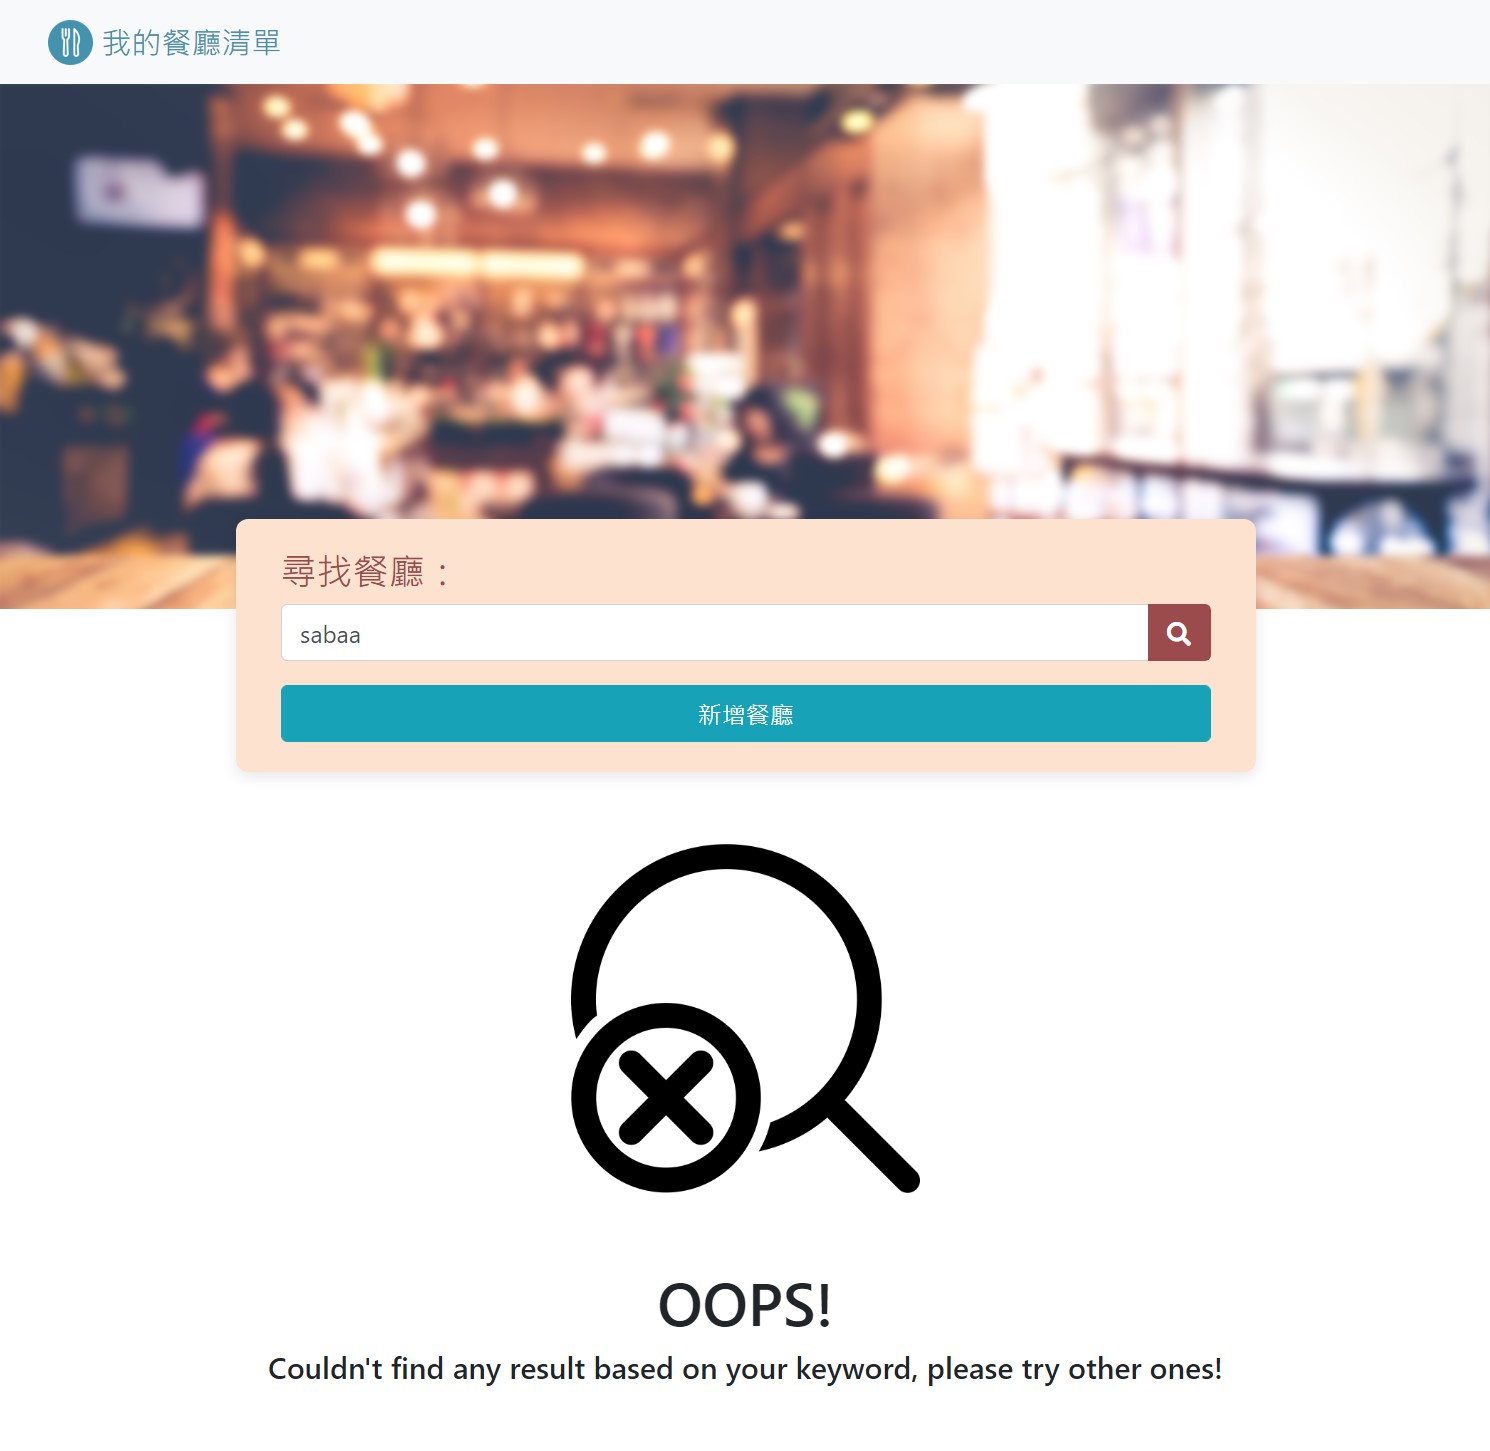 我的餐廳清單
尋找餐廳：
sabaa
新增餐廳
OOPS!
Couldn't find any result based on your keyword, please try other ones!